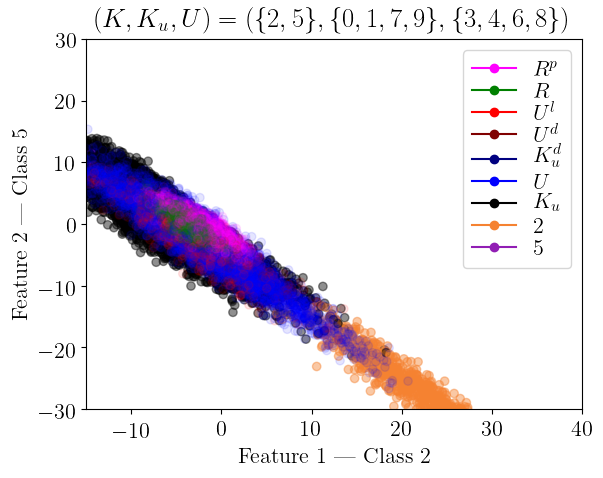 (K, K_u, U) = ({2, 5}, {0, 1, 7, 9}, {3, 4, 6, 8})
30
20
10
0
−10
−20
−30
Feature 2 — Class 5
R^p
R
U^l
U^d
K_u^d
U
K_u
2
5
−10
0
10
20
30
40
Feature 1 — Class 2